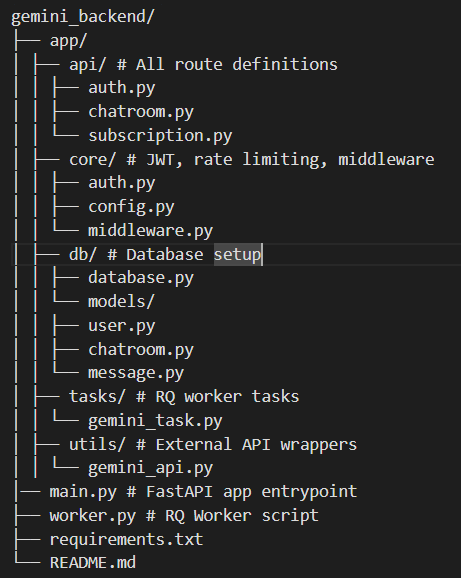 gemini_backend/
├── app/
│ ├── api/ # All route definitions
│ │ ├── auth.py
│ │ ├── chatroom.py
│ │ └── subscription.py
│ ├── core/ # JWT, rate limiting, middleware
│ │ ├── auth.py
│ │ ├── config.py
│ │ └── middleware.py
│ ├── db/ # Database setup
│ │ ├── database.py
│ │ └── models/
│ │ ├── user.py
│ │ ├── chatroom.py
│ │ └── message.py
│ ├── tasks/ # RQ worker tasks
│ │ └── gemini_task.py
│ ├── utils/ # External API wrappers
│ │ └── gemini_api.py
|── main.py # FastAPI app entrypoint
├── worker.py # RQ Worker script
├── requirements.txt
└── README.md